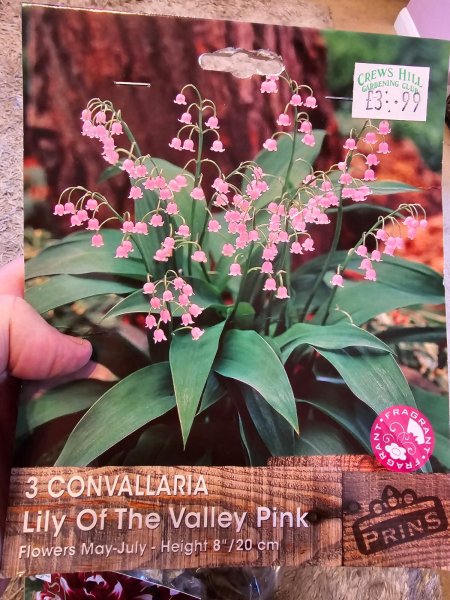 CREWS HILL
GARDENING CLUB
£3.99
FRAGRANT
FRAGRANT
3 CONVALLARIA
Lily Of The Valley Pink
Flowers May-July - Height 8"/20 cm
PRINS